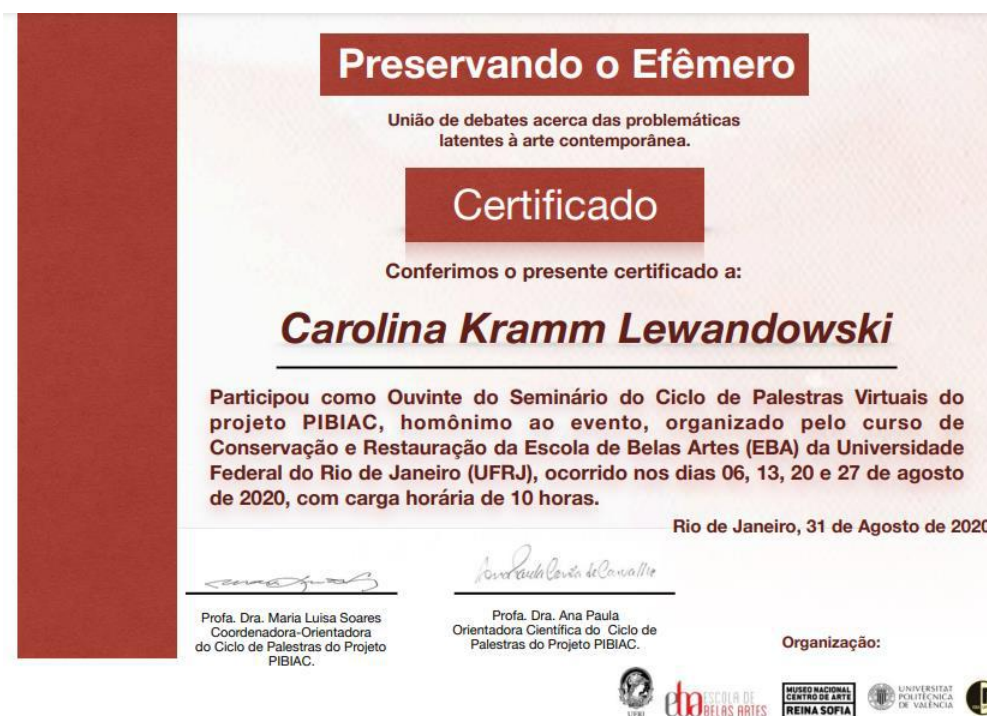 Preservando o Efêmero
União de debates acerca das problemáticas
latentes à arte contemporânea.
Certificado
Conferimos o presente certificado a:
Carolina Kramm Lewandowski
Participou como Ouvinte do Seminário do Ciclo de Palestras Virtuais do
projeto PIBIAC, homônimo ao evento, organizado pelo curso de
Conservação e Restauração da Escola de Belas Artes (EBA) da Universidade
Federal do Rio de Janeiro (UFRJ), ocorrido nos dias 06, 13, 20 e 27 de agosto
de 2020, com carga horária de 10 horas.
Rio de Janeiro, 31 de Agosto de 2020
Profa. Dra. Maria Luisa Soares
Coordenadora-Orientadora
do Ciclo de Palestras do Projeto
PIBIAC.
Profa. Dra. Ana Paula
Orientadora Científica do Ciclo de
Palestras do Projeto PIBIAC.
Organização:
UFRJ
eba ESCOLA DE
BELAS ARTES
MUSEO NACIONAL
CENTRO DE ARTE
REINA SOFIA
UNIVERSITAT
POLITÈCNICA
DE VALÈNCIA